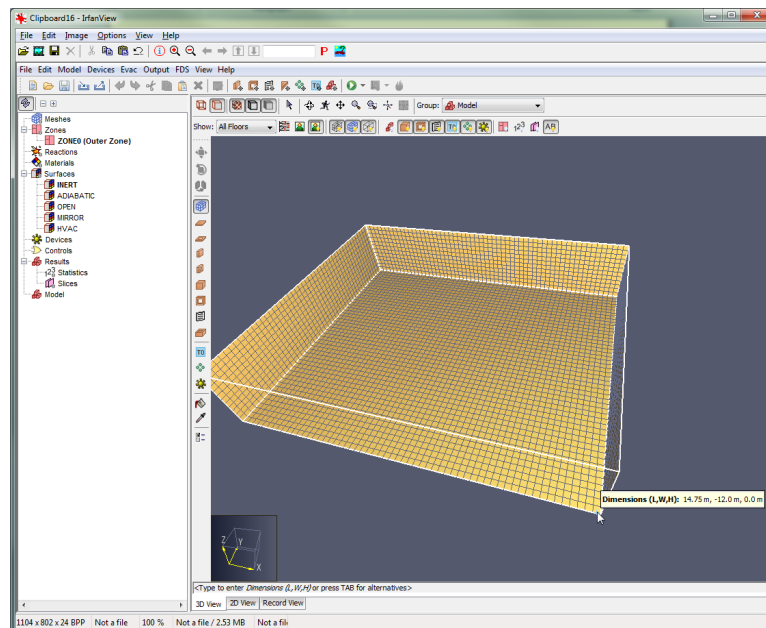 Clipboard16 - IrfanView
File Edit Image Options View Help
P
File Edit Model Devices Evac Output FDS View Help
Group: Model
Show: All Floors
Meshes
Zones
ZONE0 (Outer Zone)
Reactions
Materials
Surfaces
INERT
ADIABATIC
OPEN
MIRROR
HVAC
Devices
Controls
Results
Statistics
Slices
Model
Dimensions (L,W,H): 14.75 m, -12.0 m, 0.0 m
Z Y
X
<Type to enter Dimensions (L,W,H) or press TAB for alternatives>
3D View 2D View Record View
1104 x 802 x 24 BPP Not a file 100 % Not a file / 2.53 MB Not a file